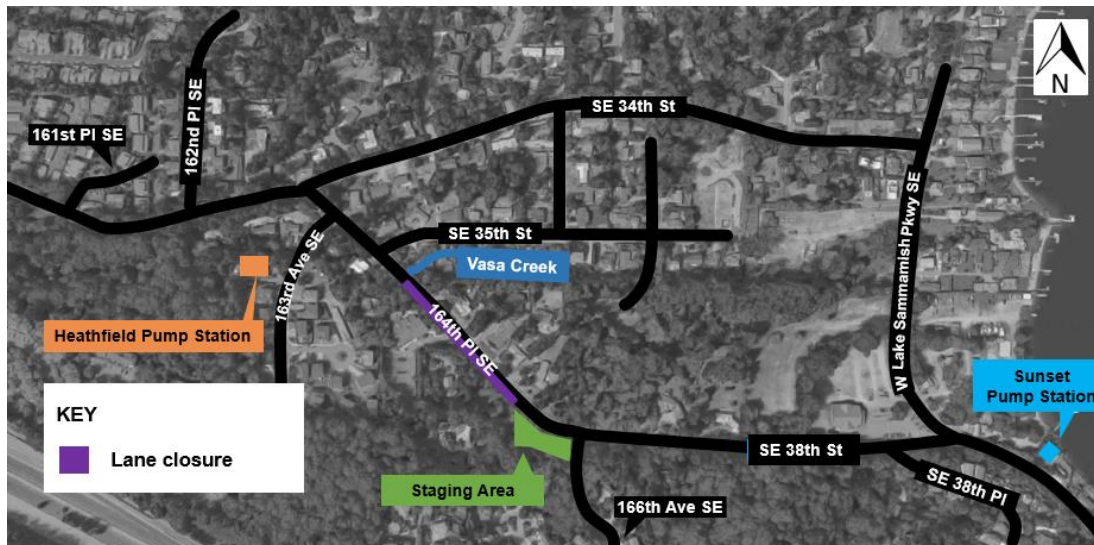 SE 34th St
N
162nd Pl SE
161st Pl SE
W Lake Sammamish Pkwy SE
SE 35th St
163rd Ave SE
Vasa Creek
164th Pl SE
Heathfield Pump Station
Sunset
Pump Station
KEY
Lane closure
SE 38th St
SE 38th Pl
Staging Area
166th Ave SE